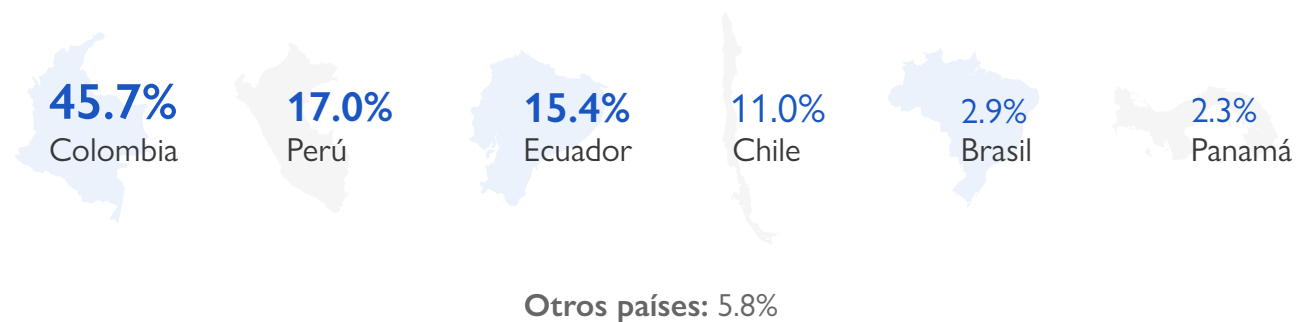 45.7%
Colombia
17.0%
Perú
15.4%
Ecuador
11.0%
Chile
2.9%
Brasil
2.3%
Panamá
Otros países: 5.8%